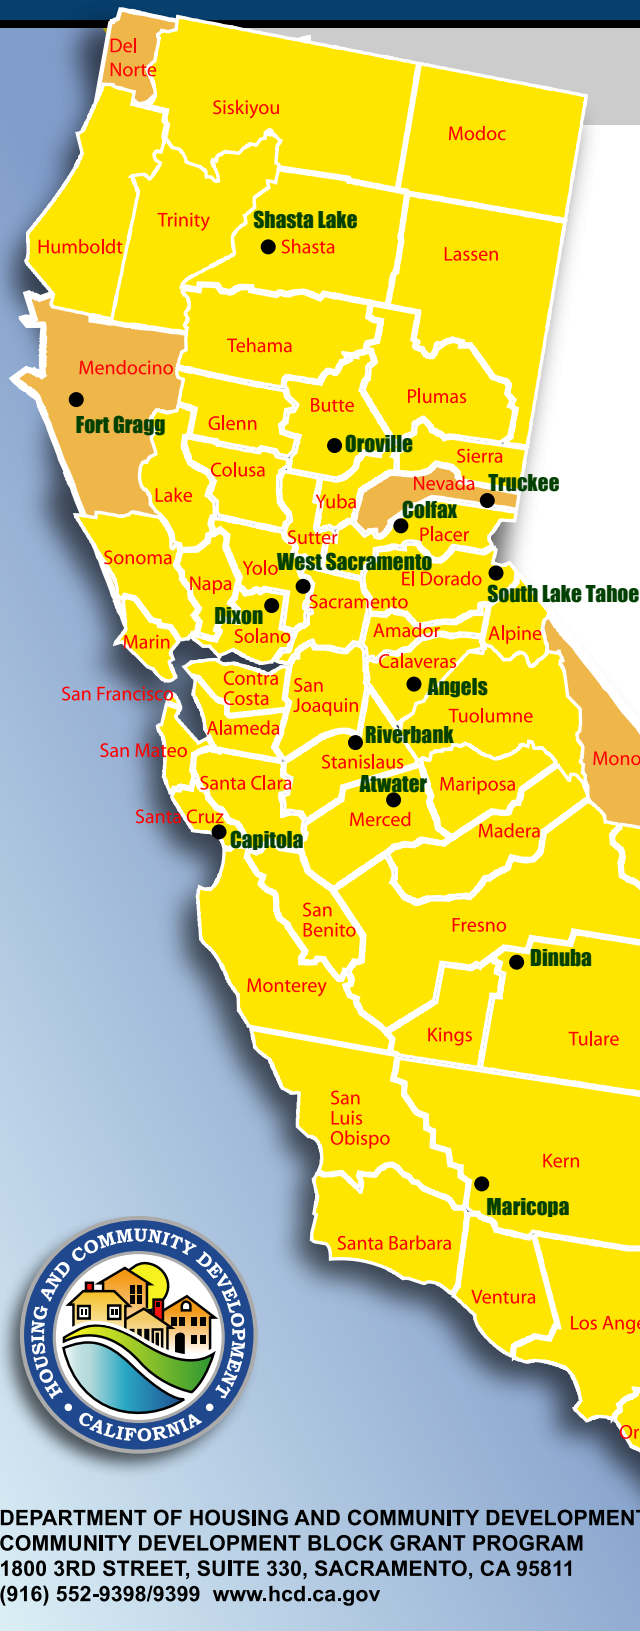 Del
Norte
Siskiyou
Modoc
Trinity
Shasta Lake
Shasta
Humboldt
Lassen
Tehama
Mendocino
Plumas
Butte
Fort Gragg
Glenn
Oroville
Sierra
Colusa
Nevada
Truckee
Lake
Yuba
Colfax
Placer
Sutter
Sonoma
Yolo
West Sacramento
Napa
El Dorado
South Lake Tahoe
Sacramento
Dixon
Solano
Amador
Alpine
Marin
Calaveras
Contra
Costa
San
Joaquin
Angels
San Francisco
Tuolumne
Alameda
Riverbank
San Mateo
Stanislaus
Mono
Santa Clara
Atwater
Mariposa
Santa Cruz
Merced
Madera
Capitola
San
Benito
Fresno
Dinuba
Monterey
Kings
Tulare
San
Luis
Obispo
Kern
Maricopa
Santa Barbara
Ventura
Los Ange
Or
HOUSING AND COMMUNITY DEVELOPMENT
• CALIFORNIA •
DEPARTMENT OF HOUSING AND COMMUNITY DEVELOPMENT
COMMUNITY DEVELOPMENT BLOCK GRANT PROGRAM
1800 3RD STREET, SUITE 330, SACRAMENTO, CA 95811
(916) 552-9398/9399 www.hcd.ca.gov